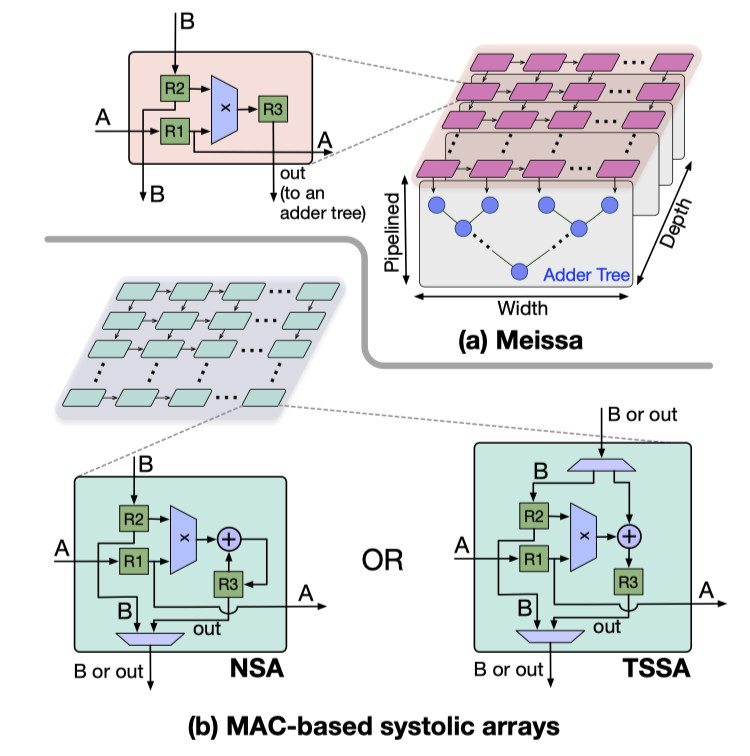 B
R2
x
R3
A
R1
A
B
out
(to an
adder tree)
Pipelined
Depth
Adder Tree
Width
(a) Meissa
B
R2
x
A
R1
R3
A
B
out
B or out
NSA
OR
B or out
B
R2
x
A
R1
R3
A
B
out
B or out
TSSA
(b) MAC-based systolic arrays